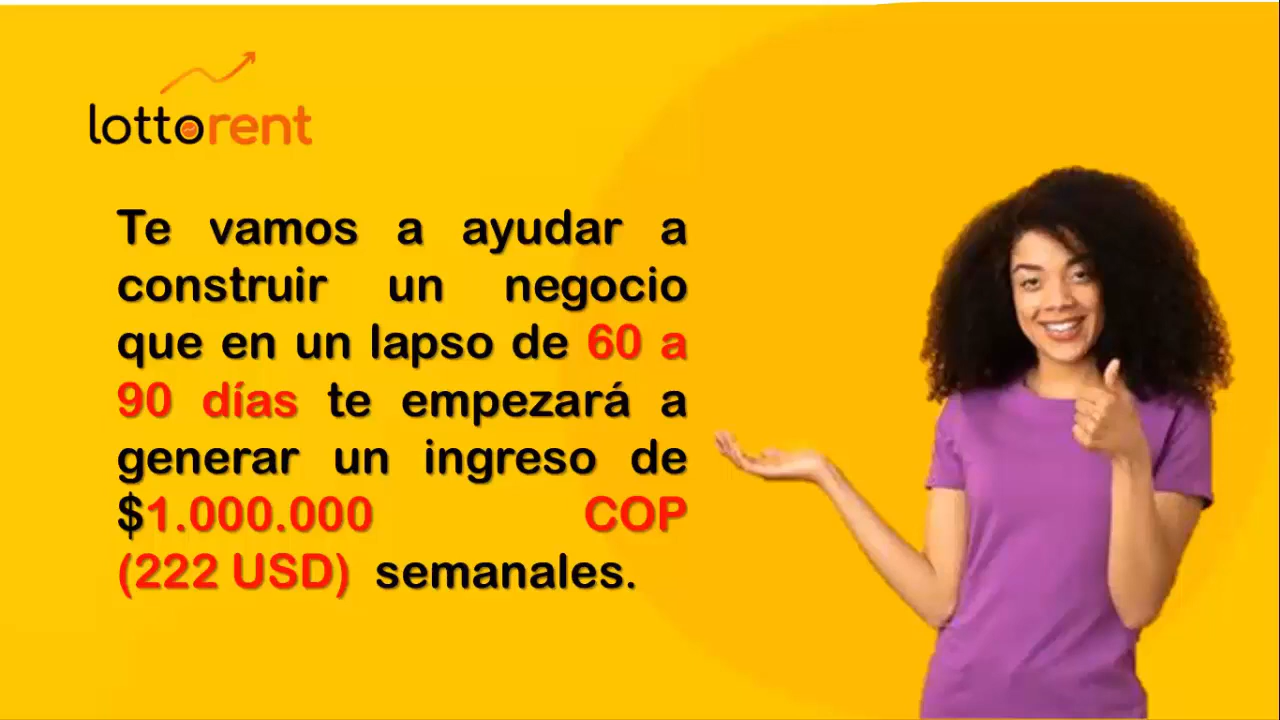 lottorent
Te vamos a ayudar a
construir un negocio
que en un lapso de 60 a
90 días te empezará a
generar un ingreso de
$1.000.000 COP
(222 USD) semanales.